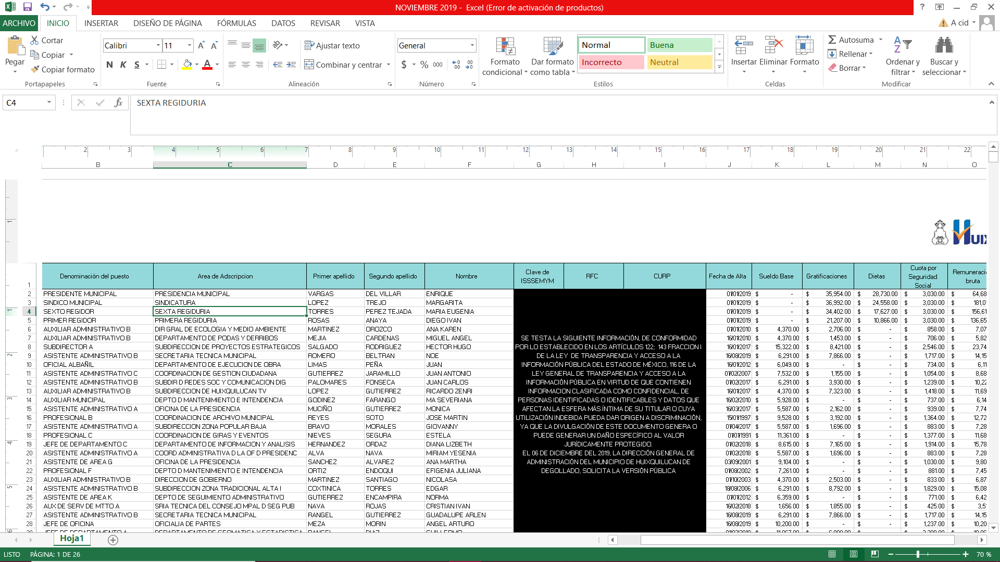 NOVIEMBRE 2019 - Excel (Error de activación de productos)
ARCHIVO INICIO INSERTAR DISEÑO DE PÁGINA FÓRMULAS DATOS REVISAR VISTA A cid
Pegar Cortar Copiar Copiar formato
Portapapeles
Calibri 11
N K S A
Fuente
Ajustar texto
Combinar y centrar
Alineación
General
$ % 000
Número
Formato condicional
Dar formato como tabla
Normal Buena
Incorrecto Neutral
Estilos
Insertar Eliminar Formato
Celdas
Autosuma
Rellenar
Borrar
Ordenar y filtrar
Buscar y seleccionar
Modificar
C4 fx SEXTA REGIDURIA
2 3 4 5 6 7 8 9 10 11 12 13 14 15 16 17 18 19 20 21 22
B C D E F G H I J K L M N O
HUIX
1 Denominación del puesto Area de Adscripcion Primer apellido Segundo apellido Nombre Clave de ISSSEMYM RFC CURP Fecha de Alta Sueldo Base Gratificaciones Dietas Cuota por Seguridad Social Remuneraci bruta
2 PRESIDENTE MUNICIPAL PRESIDENCIA MUNICIPAL VARGAS DEL VILLAR ENRIQUE 01/01/2019 $ - $ 35,954.00 $ 28,730.00 $ 3,030.00 $ 64,68
3 SINDICO MUNICIPAL SINDICATURA LOPEZ TREJO MARGARITA 01/01/2019 $ - $ 36,992.00 $ 24,558.00 $ 3,030.00 $ 181,0
4 SEXTO REGIDOR SEXTA REGIDURIA TORRES PEREZ TEJADA MARIA EUGENIA 01/01/2019 $ - $ 34,402.00 $ 17,627.00 $ 3,030.00 $ 156,61
5 PRIMER REGIDOR PRIMERA REGIDURIA ROSAS ANAYA DIEGO IVAN 01/01/2019 $ - $ 21,207.00 $ 10,866.00 $ 3,030.00 $ 136,65
6 AUXILIAR ADMINISTRATIVO B DIR GRAL DE ECOLOGIA Y MEDIO AMBIENTE MARTINEZ OROZCO ANA KAREN 01/01/2010 $ 4,370.00 $ 2,706.00 $ - $ 858.00 $ 7,07
7 AUXILIAR ADMINISTRATIVO B DEPARTAMENTO DE PODAS Y DERRIBOS MEJIA CARDENAS MIGUEL ANGEL 16/01/2010 $ 4,370.00 $ 1,453.00 $ - $ 706.00 $ 5,82
8 SUBDIRECTOR A SUBDIRECCION DE PROYECTOS ESTRATEGICOS SALGADO RODRIGUEZ HECTOR HUGO 16/01/2017 $ 15,322.00 $ 8,421.00 $ - $ 2,546.00 $ 23,74
9 ASISTENTE ADMINISTRATIVO B SECRETARIA TECNICA MUNICIPAL ROMERO BELTRAN NOE 16/08/2019 $ 6,291.00 $ 7,866.00 $ - $ 1,717.00 $ 14,15
10 OFICIAL ALBAÑIL DEPARTAMENTO DE EJECUCION DE OBRA LIMAS PEÑA JUAN 16/01/2012 $ 6,049.00 $ - $ - $ 734.00 $ 6,11
11 ASISTENTE ADMINISTRATIVO C COORDINACION DE GESTION CIUDADANA GUTIERREZ JARAMILLO JUAN ANTONIO 01/02/2007 $ 7,532.00 $ 1,155.00 $ - $ 1,054.00 $ 8,68
12 ASISTENTE ADMINISTRATIVO B SUBDIR D REDES SOC Y COMUNICACION DIG PALOMARES FONSECA JUAN CARLOS 01/02/2017 $ 6,291.00 $ 3,930.00 $ - $ 1,239.00 $ 10,22
13 AUXILIAR ADMINISTRATIVO B SUBDIRECCION DE HUIXQUILUCAN TV LOPEZ GUTIERREZ RICARDO ZENRI 16/01/2017 $ 4,370.00 $ 7,323.00 $ - $ 1,418.00 $ 11,69
14 AUXILIAR MUNICIPAL DEPTO D MANTENIMIENTO E INTENDENCIA GODINEZ FARANGO MA SEVERIANA 16/02/2010 $ 5,928.00 $ - $ - $ 737.00 $ 6,14
15 ASISTENTE ADMINISTRATIVO A OFICINA DE LA PRESIDENCIA MUCIÑO GUTIERREZ MONICA 16/03/2017 $ 5,587.00 $ 2,162.00 $ - $ 939.00 $ 7,74
16 PROFESIONAL B COORDINACION DE ARCHIVO MUNICIPAL REYES SOTO JOSE MARTIN 15/01/1997 $ 9,528.00 $ 3,192.00 $ - $ 1,364.00 $ 12,72
17 ASISTENTE ADMINISTRATIVO A SUBDIRECCION ZONA POPULAR BAJA BRAVO MORALES GIOVANNY 01/04/2017 $ 5,587.00 $ 1,696.00 $ - $ 883.00 $ 7,28
18 PROFESIONAL C COORDINACION DE GIRAS Y EVENTOS NIEVES SEGURA ESTELA 01/01/1991 $ 11,361.00 $ - $ - $ 1,377.00 $ 11,68
19 JEFE DE DEPARTAMENTO C DEPARTAMENTO DE INFORMACION Y ANALISIS HERNANDEZ ORDAZ DIANA LIZBETH 01/02/2018 $ 8,615.00 $ 7,165.00 $ - $ 1,914.00 $ 15,78
20 ASISTENTE ADMINISTRATIVO A COORD ADMINISTRATIVA D LA OF D PRESIDENC ALVA NAVA MIRIAM YESENIA 01/02/2018 $ 5,587.00 $ 1,696.00 $ - $ 883.00 $ 7,28
21 ASISTENTE DE AREA G OFICINA DE LA PRESIDENCIA SANCHEZ ALVAREZ ANA MARTHA 03/09/2001 $ 9,104.00 $ - $ - $ 1,030.00 $ 9,80
22 PROFESIONAL F DEPTO D MANTENIMIENTO E INTENDENCIA ORTIZ ENDOQUI EFIGENIA JULIANA 01/08/2002 $ 7,261.00 $ - $ - $ 881.00 $ 7,45
23 AUXILIAR ADMINISTRATIVO B DIRECCION DE GOBIERNO MARTINEZ SANTIAGO NICOLASA 01/10/2003 $ 4,370.00 $ 2,503.00 $ - $ 833.00 $ 6,87
24 ASISTENTE ADMINISTRATIVO B SUBDIRECCION ZONA TRADICIONAL ALTA I COXTINICA TORRES EDGAR 18/08/2006 $ 6,291.00 $ 8,792.00 $ - $ 1,829.00 $ 15,08
25 ASISTENTE DE AREA K DEPTO DE SEGUIMIENTO ADMINISTRATIVO GUTIERREZ ENCAMPIRA NORMA 01/01/2012 $ 6,359.00 $ - $ - $ 771.00 $ 6,42
26 AUX DE SERV DE MTTO A SRIA TECNICA DEL CONSEJO MPAL D SEG PUB NAVA ROJAS CRISTIAN IVAN 16/02/2018 $ 1,656.00 $ 1,855.00 $ - $ 425.00 $ 3,5
27 ASISTENTE ADMINISTRATIVO B SECRETARIA TECNICA MUNICIPAL RANGEL GUTIERREZ GUADALUPE ARLEN 16/08/2019 $ 6,291.00 $ 7,866.00 $ - $ 1,717.00 $ 14,15
28 JEFE DE OFICINA OFICIALIA DE PARTES MEZA MORIN ANGEL ARTURO 16/08/2019 $ 10,200.00 $ - $ - $ 1,237.00 $ 10,20
SE TESTA LA SIGUIENTE INFORMACIÓN, DE CONFORMIDAD
POR LO ESTABLECIDO EN LOS ARTÍCULOS 122; 143 FRACCION I
DE LA LEY DE TRANSPARENCIA Y ACCESO A LA
INFORMACIÓN PÚBLICA DEL ESTADO DE MÉXICO, 116 DE LA
LEY GENERAL DE TRANSPARENCIA Y ACCESO A LA
INFORMACIÓN PÚBLICA EN VIRTUD DE QUE CONTIENEN
INFORMACION CLASIFICADA COMO CONFIDENCIAL, DE
PERSONAS IDENTIFICADAS O IDENTIFICABLES Y DATOS QUE
AFECTAN LA ESFERA MÁS ÍNTIMA DE SU TITULAR O CUYA
UTILIZACIÓN INDEBIDA PUEDA DAR ORIGEN A DISCRIMINACIÓN,
YA QUE LA DIVULGACIÓN DE ESTE DOCUMENTO GENERA O
PUEDE GENERAR UN DAÑO ESPECÍFICO AL VALOR
JURÍDICAMENTE PROTEGIDO.
EL 06 DE DICIEMBRE DEL 2019, LA DIRECCIÓN GENERAL DE
ADMINISTRACIÓN DEL MUNICIPIO DE HUIXQUILUCAN DE
DEGOLLADO, SOLICITA LA VERSIÓN PÚBLICA
Hoja1
LISTO PÁGINA: 1 DE 26 70 %